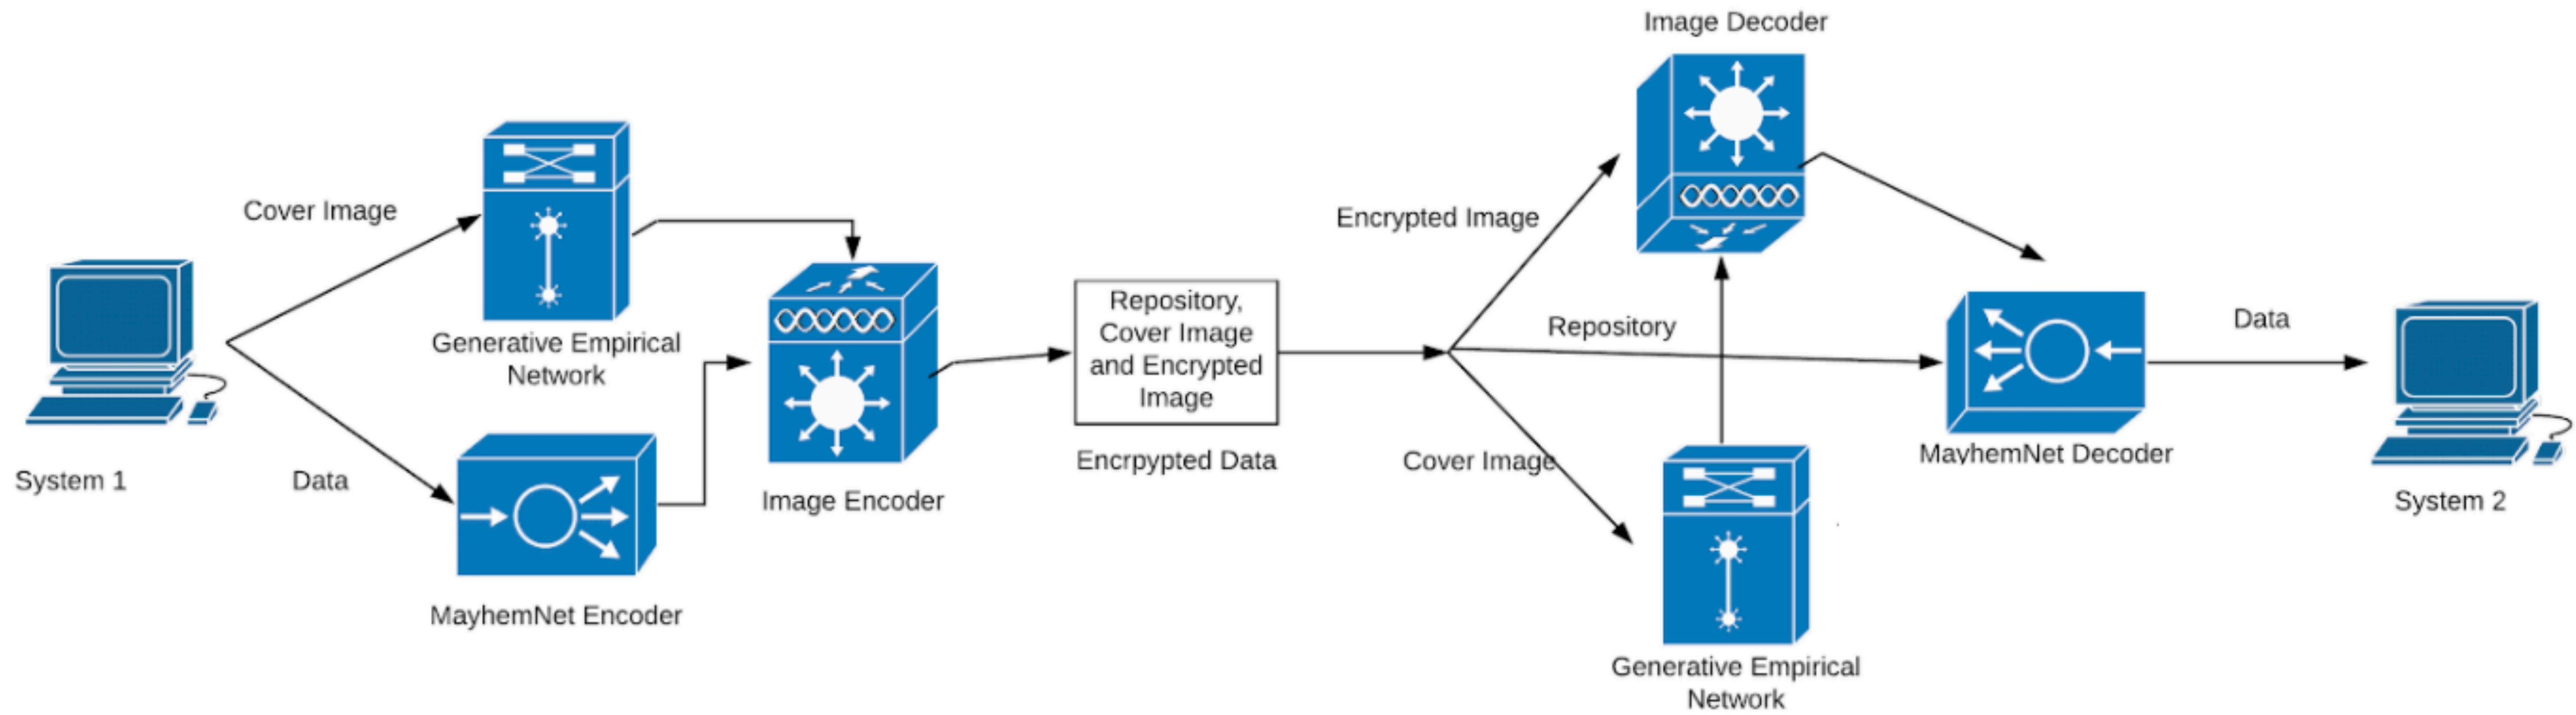 Image Decoder
Cover Image
Generative Empirical
Network
System 1
Data
MayhemNet Encoder
Image Encoder
Repository,
Cover Image
and Encrypted
Image
Encrpypted Data
Encrypted Image
Repository
Cover Image
Generative Empirical
Network
MayhemNet Decoder
Data
System 2